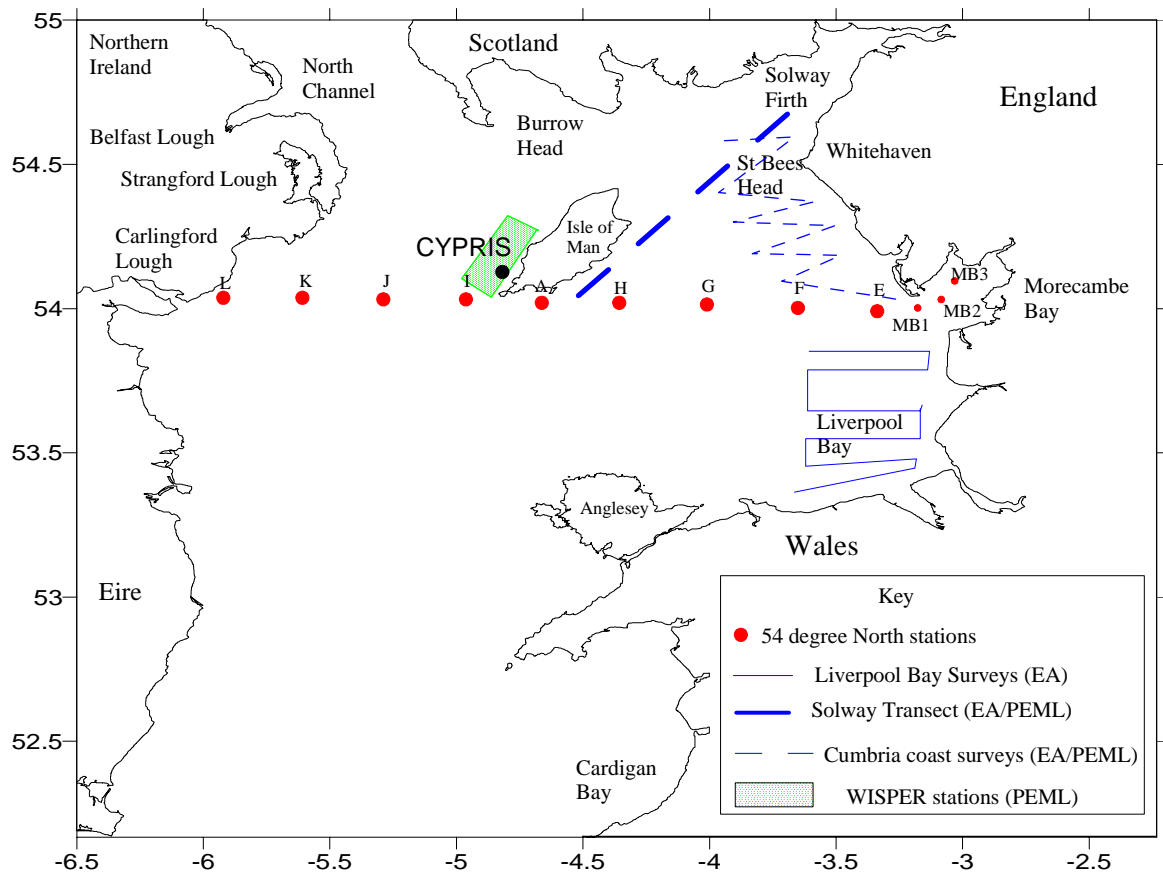 55
54.5
54
53.5
53
52.5
-6.5
-6
-5.5
-5
-4.5
-4
-3.5
-3
-2.5
Northern
Ireland
North
Channel
Scotland
Solway
Firth
England
Belfast Lough
Burrow
Head
Whitehaven
Strangford Lough
St Bees
Head
Carlingford
Lough
CYPRIS
Isle of
Man
L
K
J
I
A
H
G
F
E
MB1
MB2
MB3
Morecambe
Bay
Liverpool
Bay
Anglesey
Wales
Eire
Cardigan
Bay
Key
54 degree North stations
Liverpool Bay Surveys (EA)
Solway Transect (EA/PEML)
Cumbria coast surveys (EA/PEML)
WISPER stations (PEML)